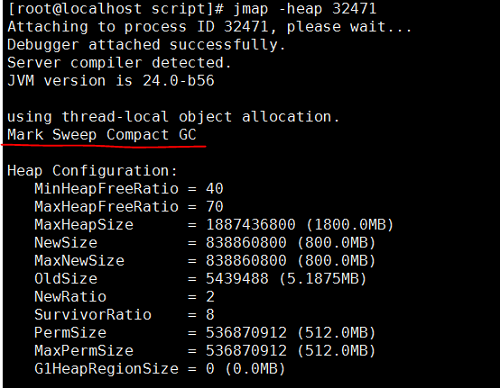 [root@localhost script]# jmap -heap 32471
Attaching to process ID 32471, please wait...
Debugger attached successfully.
Server compiler detected.
JVM version is 24.0-b56
using thread-local object allocation.
Mark Sweep Compact GC
Heap Configuration:
MinHeapFreeRatio = 40
MaxHeapFreeRatio = 70
MaxHeapSize = 1887436800 (1800.0MB)
NewSize = 838860800 (800.0MB)
MaxNewSize = 838860800 (800.0MB)
OldSize = 5439488 (5.1875MB)
NewRatio = 2
SurvivorRatio = 8
PermSize = 536870912 (512.0MB)
MaxPermSize = 536870912 (512.0MB)
G1HeapRegionSize = 0 (0.0MB)